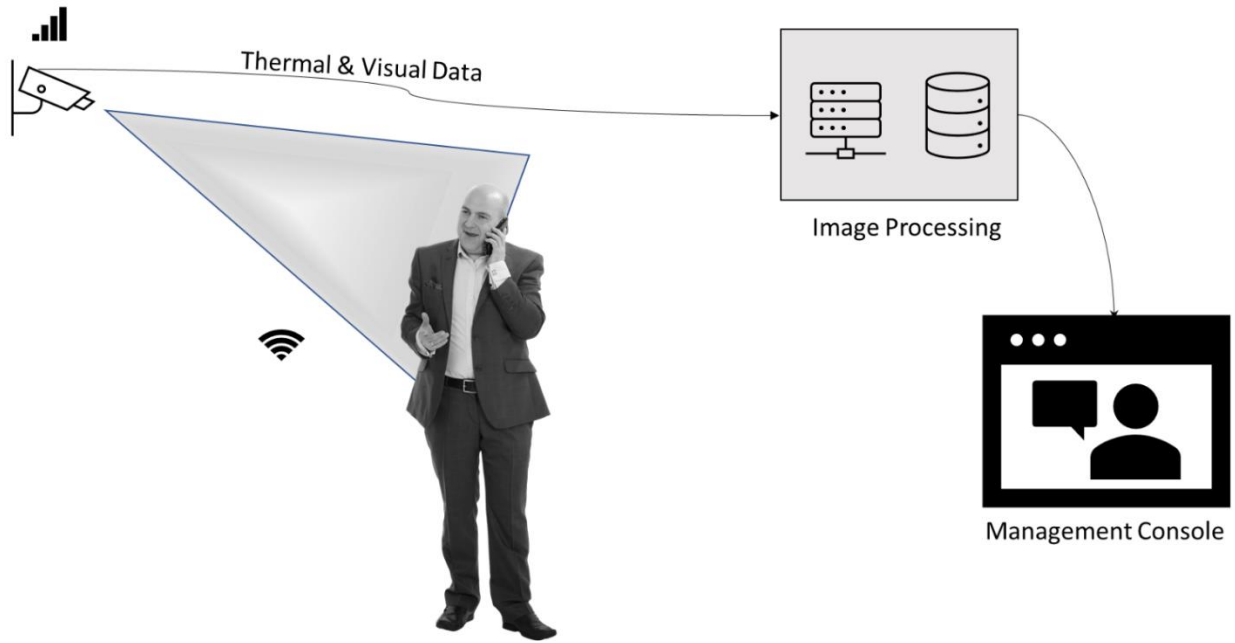 Thermal & Visual Data
Image Processing
Management Console